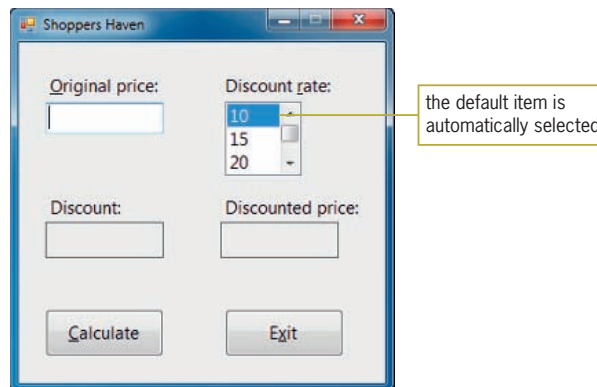 Shoppers Haven
Original price:
Discount rate:
10
15
20
the default item is
automatically selected
Discount:
Discounted price:
Calculate
Exit